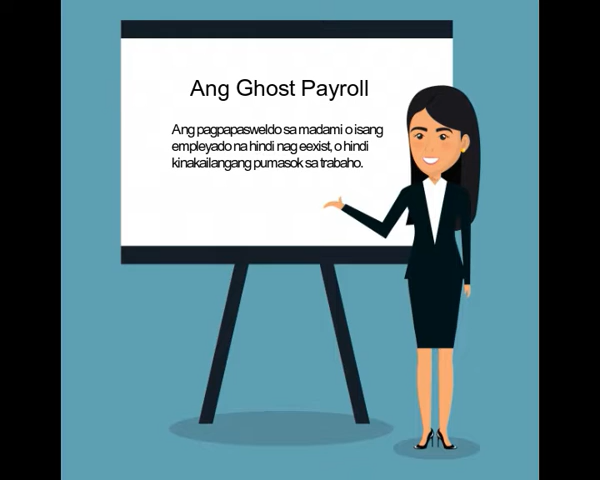 Ang Ghost Payroll
Ang pagpapasweldo sa madami o isang
empleyado na hindi nag eexist, o hindi
kinakailangang pumasok sa trabaho.